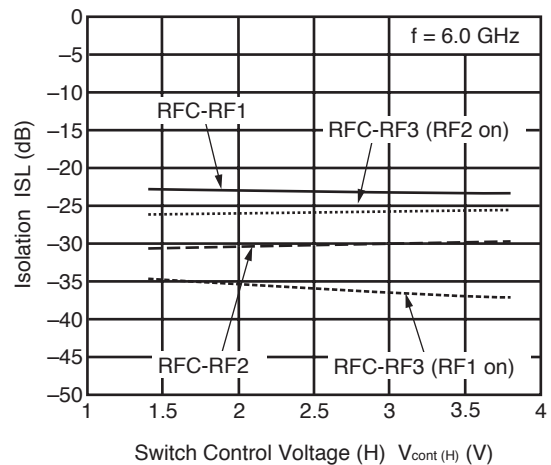 f = 6.0 GHz
RFC-RF1
RFC-RF3 (RF2 on)
RFC-RF2
RFC-RF3 (RF1 on)
Isolation ISL (dB)
0
–5
–10
–15
–20
–25
–30
–35
–40
–45
–50
1
1.5
2
2.5
3
3.5
4
Switch Control Voltage (H) Vcont (H) (V)